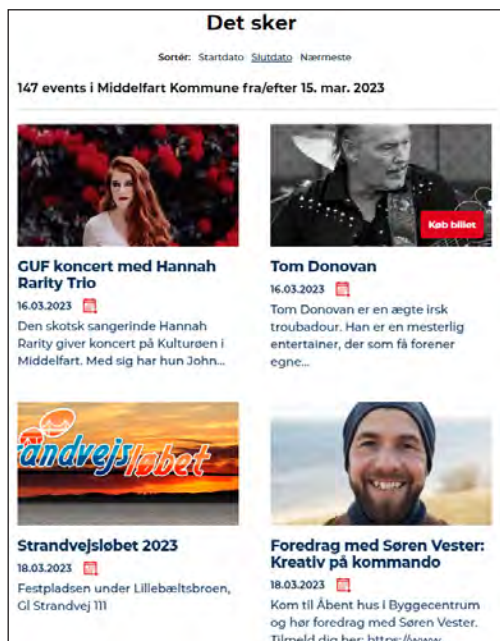 Det sker
Sortér: Startdato Slutdato Nærmeste
147 events i Middelfart Kommune fra/efter 15. mar. 2023
Køb billet
GUF koncert med Hannah
Rarity Trio
16.03.2023
Den skotsk sangerinde Hannah
Rarity giver koncert på Kulturøen i
Middelfart. Med sig har hun John...
Tom Donovan
16.03.2023
Tom Donovan er en ægte irsk
troubadour. Han er en mesterlig
entertainer, der som få forener
egne...
andvejsløbet
Strandvejsløbet 2023
18.03.2023
Festpladsen under Lillebæltsbroen,
Gl Strandvej 111
Foredrag med Søren Vester:
Kreativ på kommando
18.03.2023
Kom til Åbent hus i Byggecentrum
og hør foredrag med Søren Vester.
Tilmeld dig her: https://www